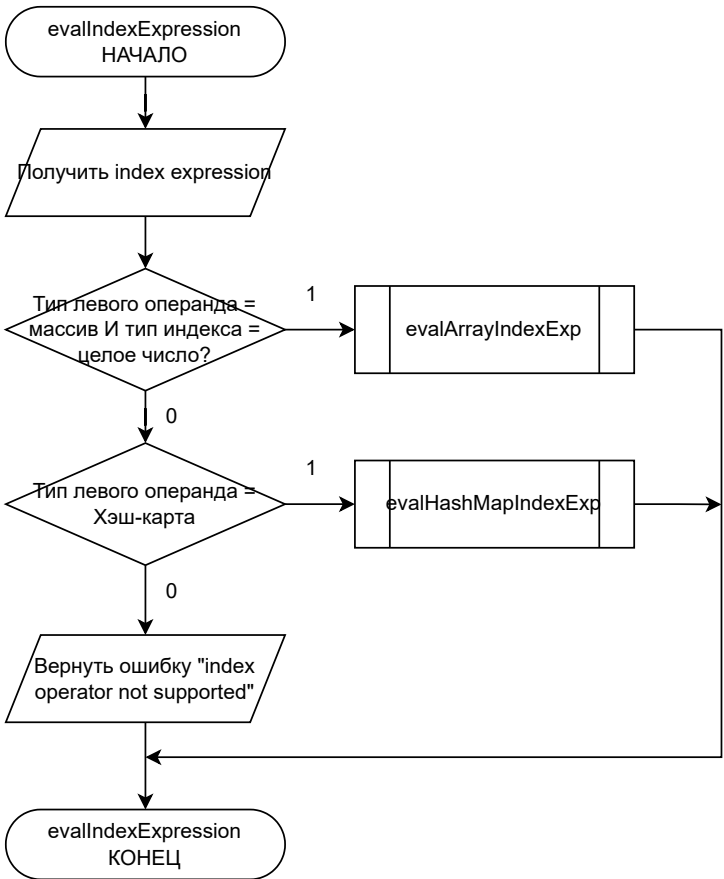 evalIndexExpression
НАЧАЛО
Получить index expression
Тип левого операнда =
массив И тип индекса =
целое число?
1
evalArrayIndexExp
0
Тип левого операнда =
Хэш-карта
1
evalHashMapIndexExp
0
Вернуть ошибку "index
operator not supported"
evalIndexExpression
КОНЕЦ